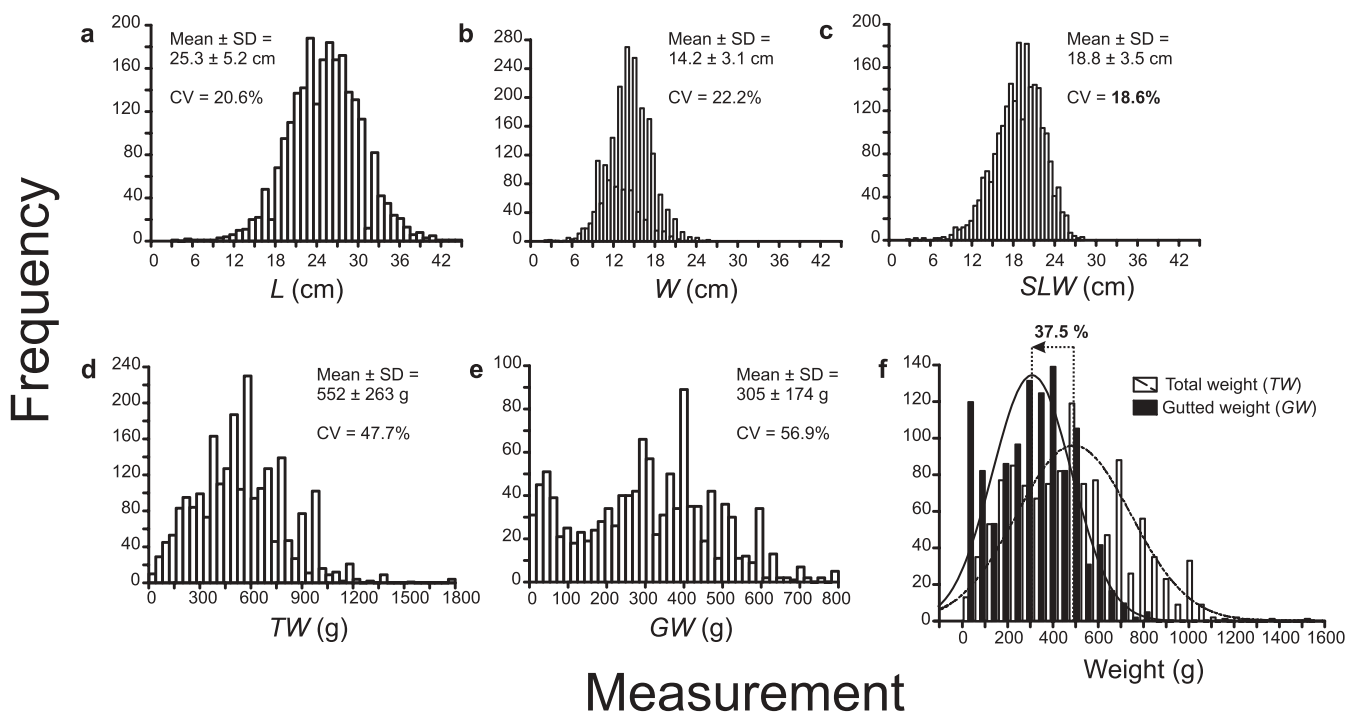 Frequency
a
200
160
120
80
40
0
Mean ± SD =
25.3 ± 5.2 cm
CV = 20.6%
0 6 12 18 24 30 36 42
L (cm)
b
280
240
200
160
120
80
40
0
Mean ± SD =
14.2 ± 3.1 cm
CV = 22.2%
0 6 12 18 24 30 36 42
W (cm)
c
200
160
120
80
40
0
Mean ± SD =
18.8 ± 3.5 cm
CV = 18.6%
0 6 12 18 24 30 36 42
SLW (cm)
d
240
200
160
120
80
40
0
Mean ± SD =
552 ± 263 g
CV = 47.7%
0 300 600 900 1200 1500 1800
TW (g)
e
100
80
60
40
20
0
Mean ± SD =
305 ± 174 g
CV = 56.9%
0 100 200 300 400 500 600 700 800
GW (g)
37.5 %
f
140
120
100
80
60
40
20
0
Total weight (TW)
Gutted weight (GW)
0 200 400 600 800 1000 1200 1400 1600
Weight (g)
Measurement